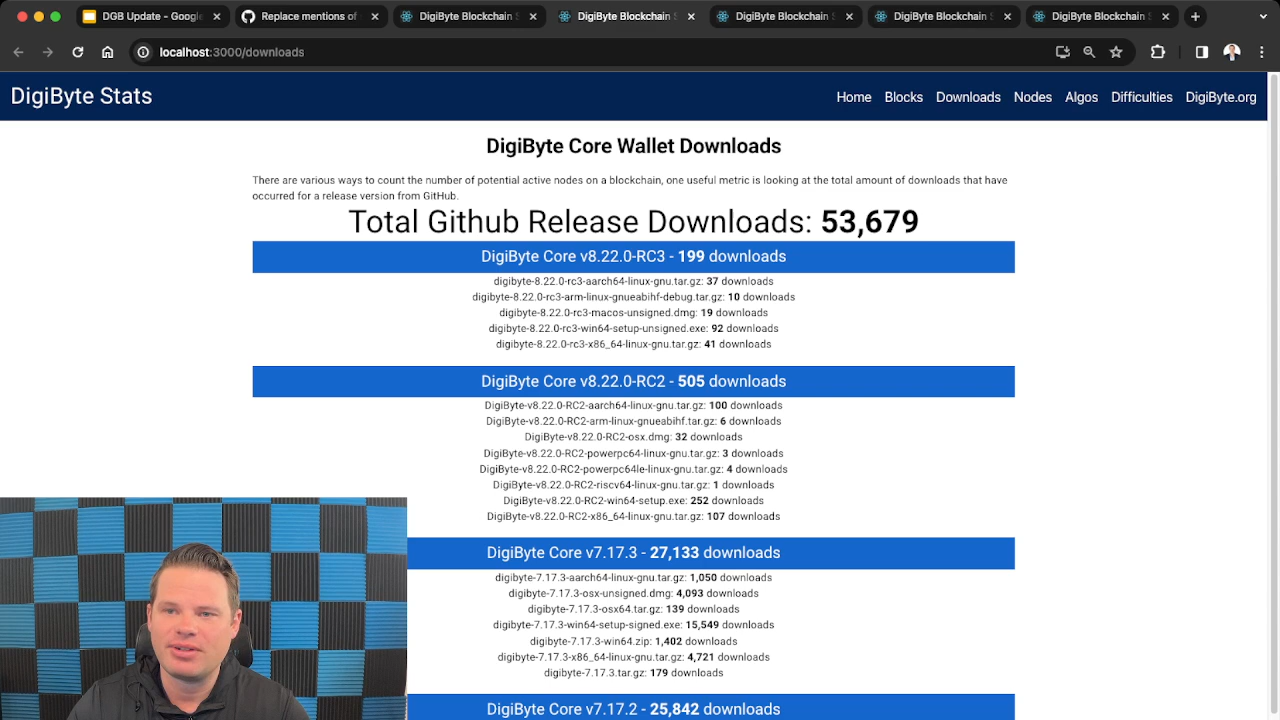 DGB Update - Google
Replace mentions of
DigiByte Blockchain S
DigiByte Blockchain S
DigiByte Blockchain S
DigiByte Blockchain S
DigiByte Blockchain S
localhost:3000/downloads
DigiByte Stats
Home Blocks Downloads Nodes Algos Difficulties DigiByte.org
DigiByte Core Wallet Downloads
There are various ways to count the number of potential active nodes on a blockchain, one useful metric is looking at the total amount of downloads that have
occurred for a release version from GitHub.
Total Github Release Downloads: 53,679
DigiByte Core v8.22.0-RC3 - 199 downloads
digibyte-8.22.0-rc3-aarch64-linux-gnu.tar.gz: 37 downloads
digibyte-8.22.0-rc3-arm-linux-gnueabihf-debug.tar.gz: 10 downloads
digibyte-8.22.0-rc3-macos-unsigned.dmg: 19 downloads
digibyte-8.22.0-rc3-win64-setup-unsigned.exe: 92 downloads
digibyte-8.22.0-rc3-x86_64-linux-gnu.tar.gz: 41 downloads
DigiByte Core v8.22.0-RC2 - 505 downloads
DigiByte-v8.22.0-RC2-aarch64-linux-gnu.tar.gz: 100 downloads
DigiByte-v8.22.0-RC2-arm-linux-gnueabihf.tar.gz: 6 downloads
DigiByte-v8.22.0-RC2-osx.dmg: 32 downloads
DigiByte-v8.22.0-RC2-powerpc64-linux-gnu.tar.gz: 3 downloads
DigiByte-v8.22.0-RC2-powerpc64le-linux-gnu.tar.gz: 4 downloads
DigiByte-v8.22.0-RC2-riscv64-linux-gnu.tar.gz: 1 downloads
DigiByte-v8.22.0-RC2-win64-setup.exe: 252 downloads
DigiByte-v8.22.0-RC2-x86_64-linux-gnu.tar.gz: 107 downloads
DigiByte Core v7.17.3 - 27,133 downloads
digibyte-7.17.3-aarch64-linux-gnu.tar.gz: 1,050 downloads
digibyte-7.17.3-osx-unsigned.dmg: 4,093 downloads
digibyte-7.17.3-osx64.tar.gz: 139 downloads
digibyte-7.17.3-win64-setup-signed.exe: 15,549 downloads
digibyte-7.17.3-win64.zip: 1,402 downloads
digibyte-7.17.3-x86_64-linux-gnu.tar.gz: 4,721 downloads
digibyte-7.17.3.tar.gz: 179 downloads
DigiByte Core v7.17.2 - 25,842 downloads